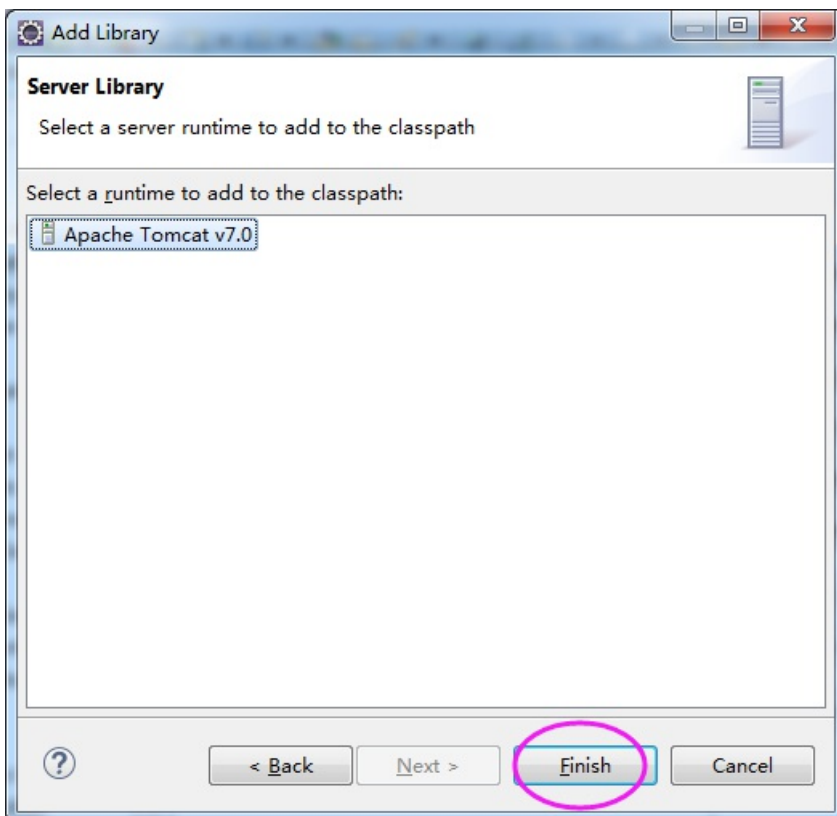 Add Library
Server Library
Select a server runtime to add to the classpath
Select a runtime to add to the classpath:
Apache Tomcat v7.0
? < Back Next > Finish Cancel